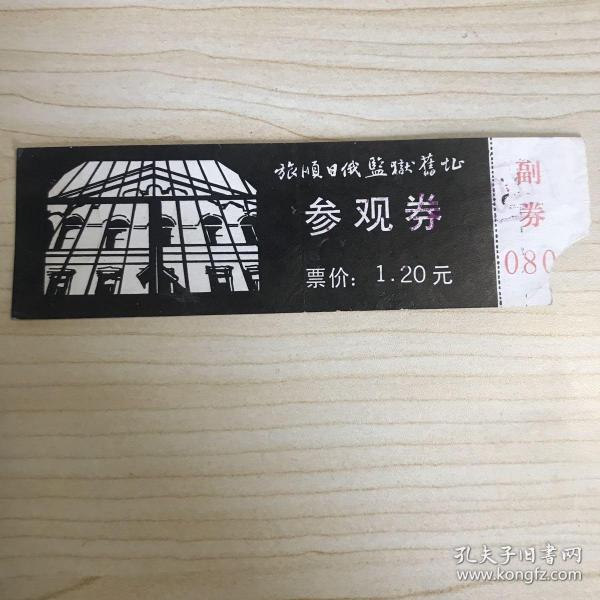 旅順日俄監獄舊址
参观券
票价：1.20元
副
券
080
孔夫子旧书网
www.kongfz.com